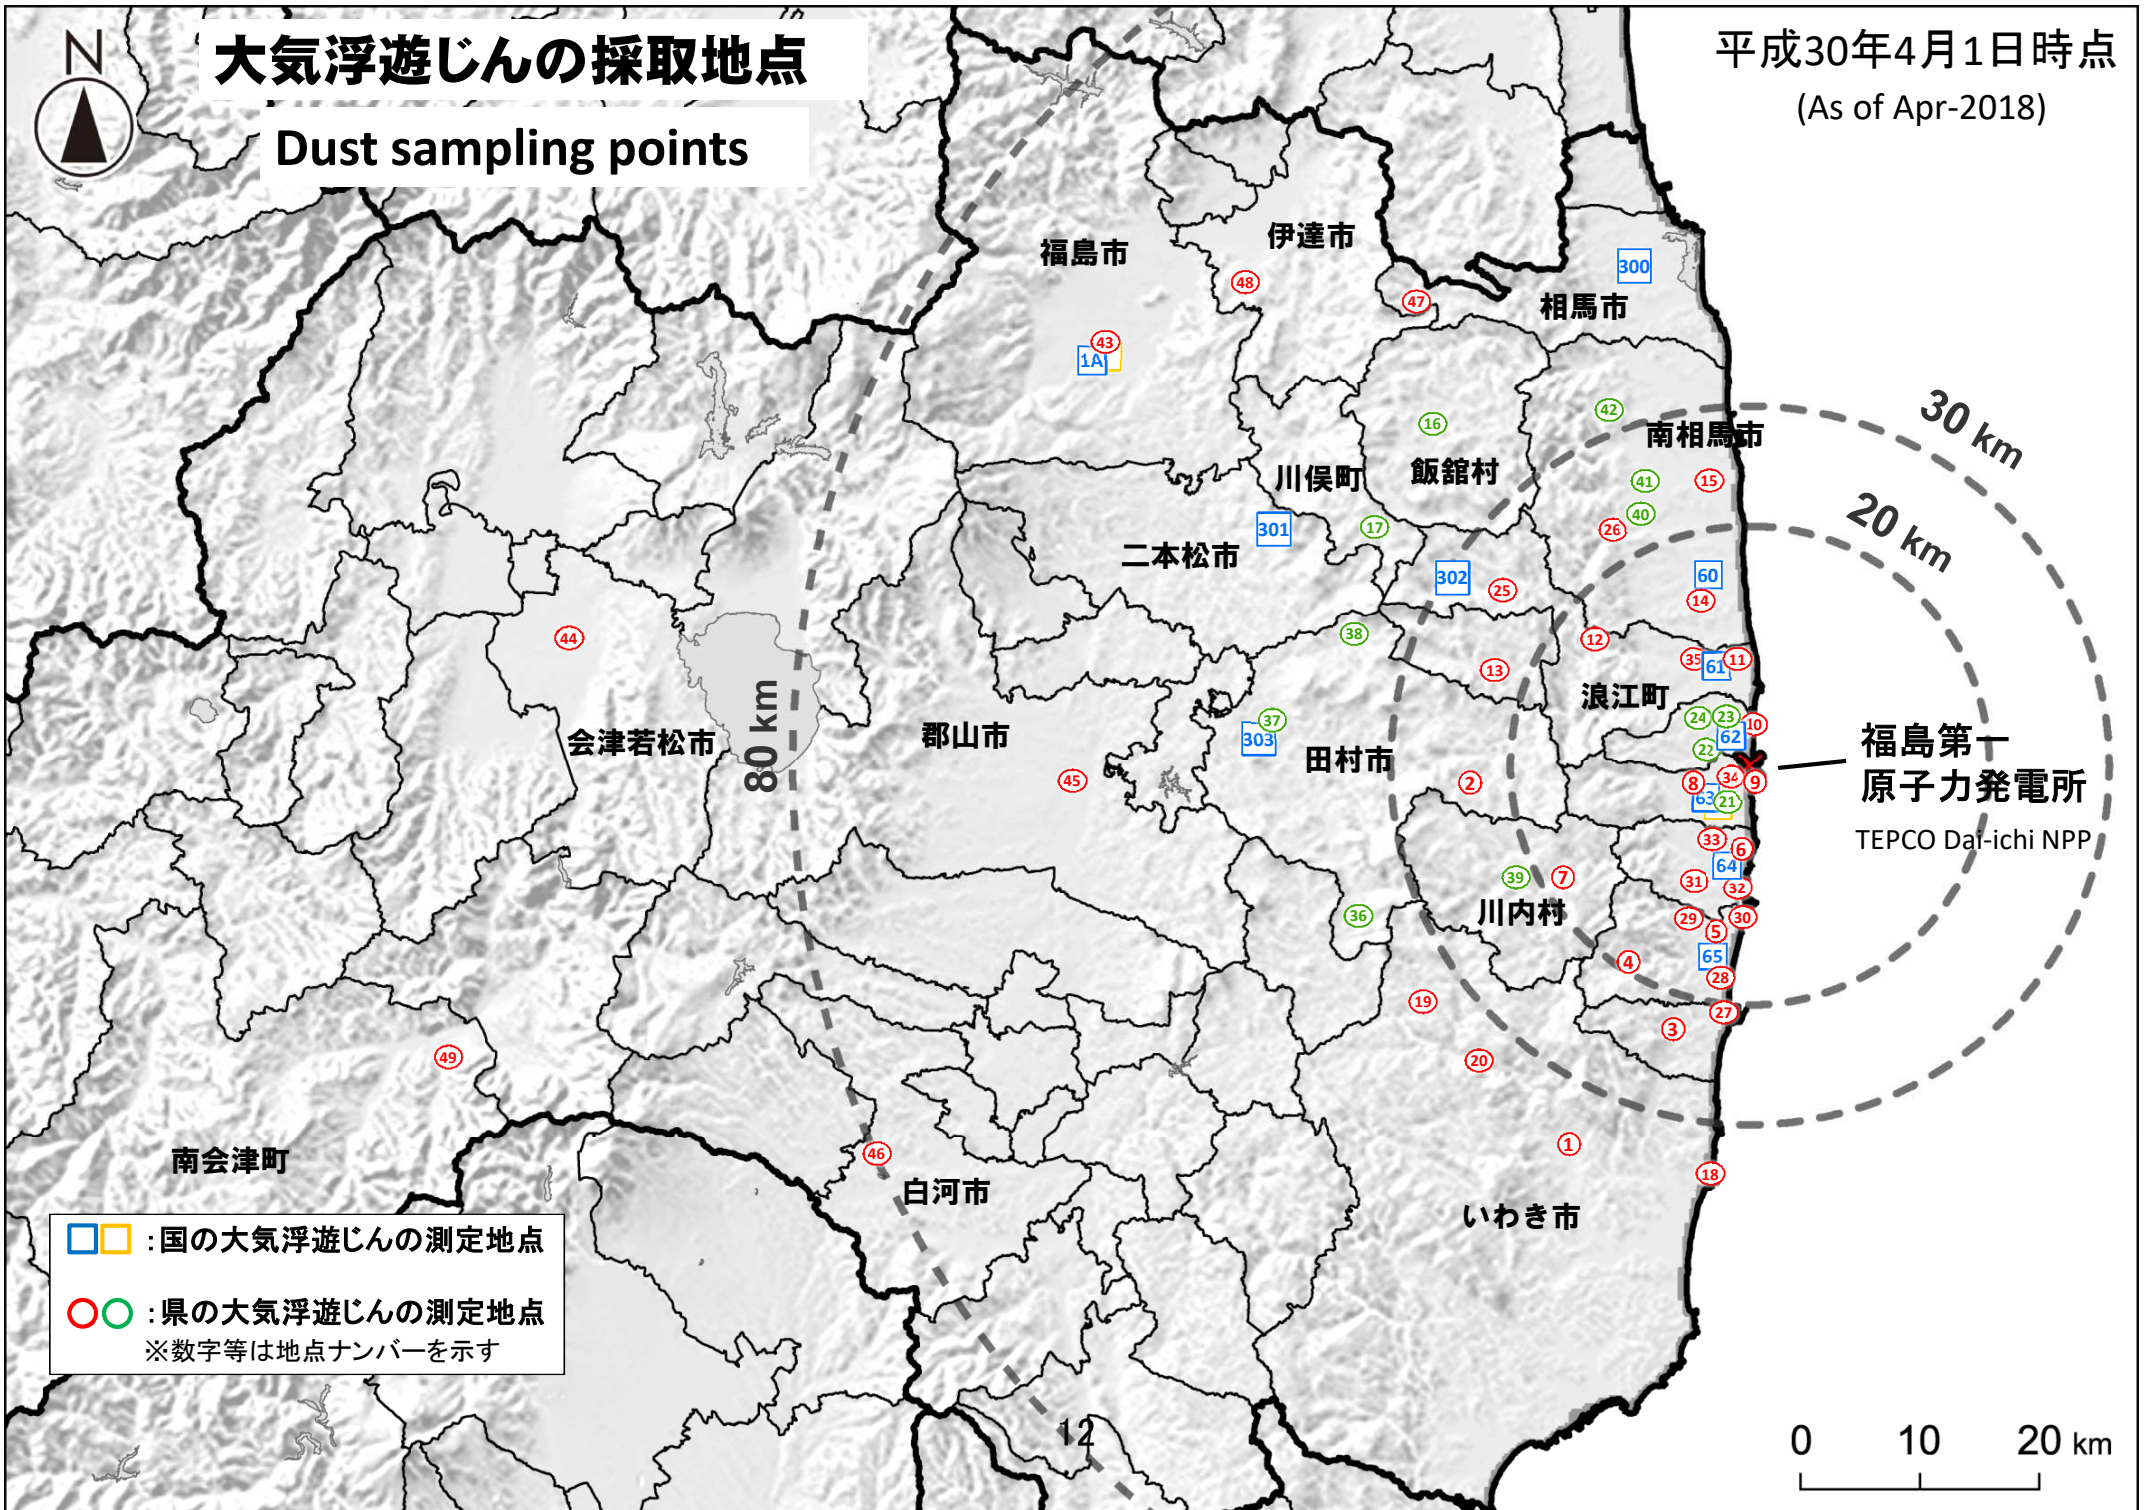 N
大気浮遊じんの採取地点
Dust sampling points
平成30年4月1日時点
(As of Apr-2018)
福島市
伊達市
300
相馬市
48
47
43
1A
30 km
42
16
南相馬市
川俣町
飯舘村
41
15
20 km
40
26
17
301
二本松市
302
25
60
14
44
38
12
13
35
61
11
80 km
浪江町
会津若松市
郡山市
37
303
田村市
24
23
10
62
22
福島第一
原子力発電所
TEPCO Dai-ichi NPP
45
2
8
34
9
63
21
33
6
64
39
7
31
32
川内村
36
29
30
5
65
4
28
19
27
3
49
20
1
46
18
南会津町
白河市
いわき市
:国の大気浮遊じんの測定地点
:県の大気浮遊じんの測定地点
※数字等は地点ナンバーを示す
12
0 10 20 km